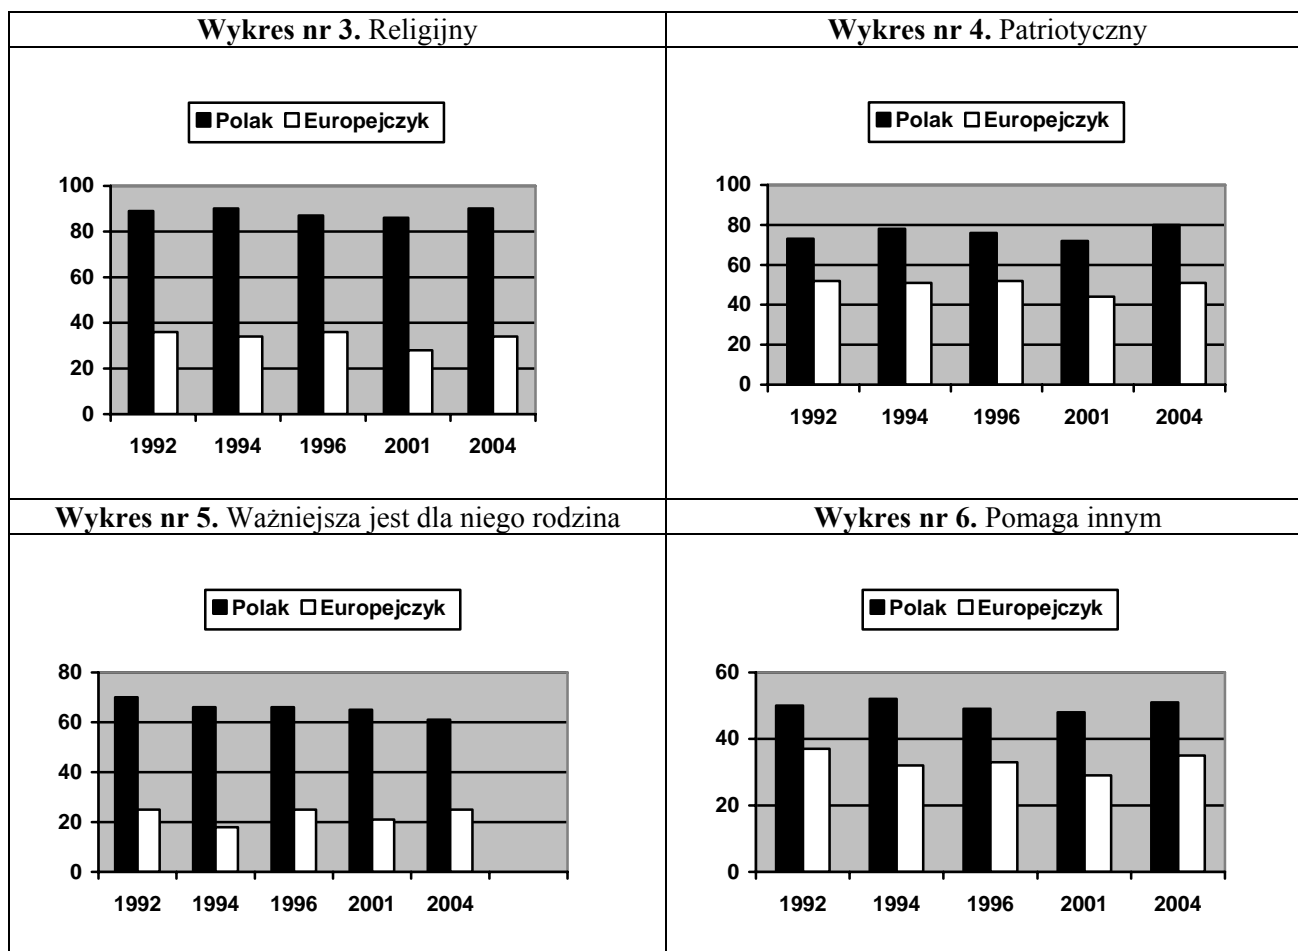 Wykres nr 3. Religijny
Polak Europejczyk
100
80
60
40
20
0
1992 1994 1996 2001 2004
Wykres nr 4. Patriotyczny
Polak Europejczyk
100
80
60
40
20
0
1992 1994 1996 2001 2004
Wykres nr 5. Ważniejsza jest dla niego rodzina
Polak Europejczyk
80
60
40
20
0
1992 1994 1996 2001 2004
Wykres nr 6. Pomaga innym
Polak Europejczyk
60
40
20
0
1992 1994 1996 2001 2004